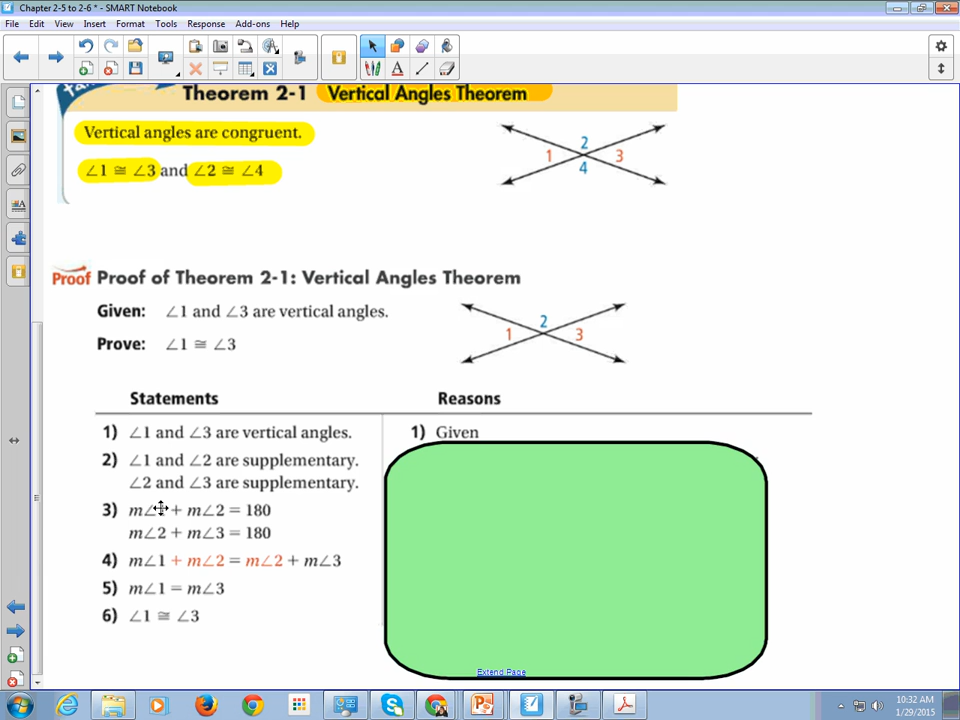 Chapter 2-5 to 2-6 * - SMART Notebook
File Edit View Insert Format Tools Response Add-ons Help
Theorem 2-1 Vertical Angles Theorem
Vertical angles are congruent.
∠1 ≅ ∠3 and ∠2 ≅ ∠4
1 2 3 4
Proof Proof of Theorem 2-1: Vertical Angles Theorem
Given: ∠1 and ∠3 are vertical angles.
Prove: ∠1 ≅ ∠3
1 2 3
Statements Reasons
1) ∠1 and ∠3 are vertical angles. 1) Given
2) ∠1 and ∠2 are supplementary.
∠2 and ∠3 are supplementary.
3) m∠ + m∠2 = 180
m∠2 + m∠3 = 180
4) m∠1 + m∠2 = m∠2 + m∠3
5) m∠1 = m∠3
6) ∠1 ≅ ∠3
Extend Page
10:32 AM
1/29/2015